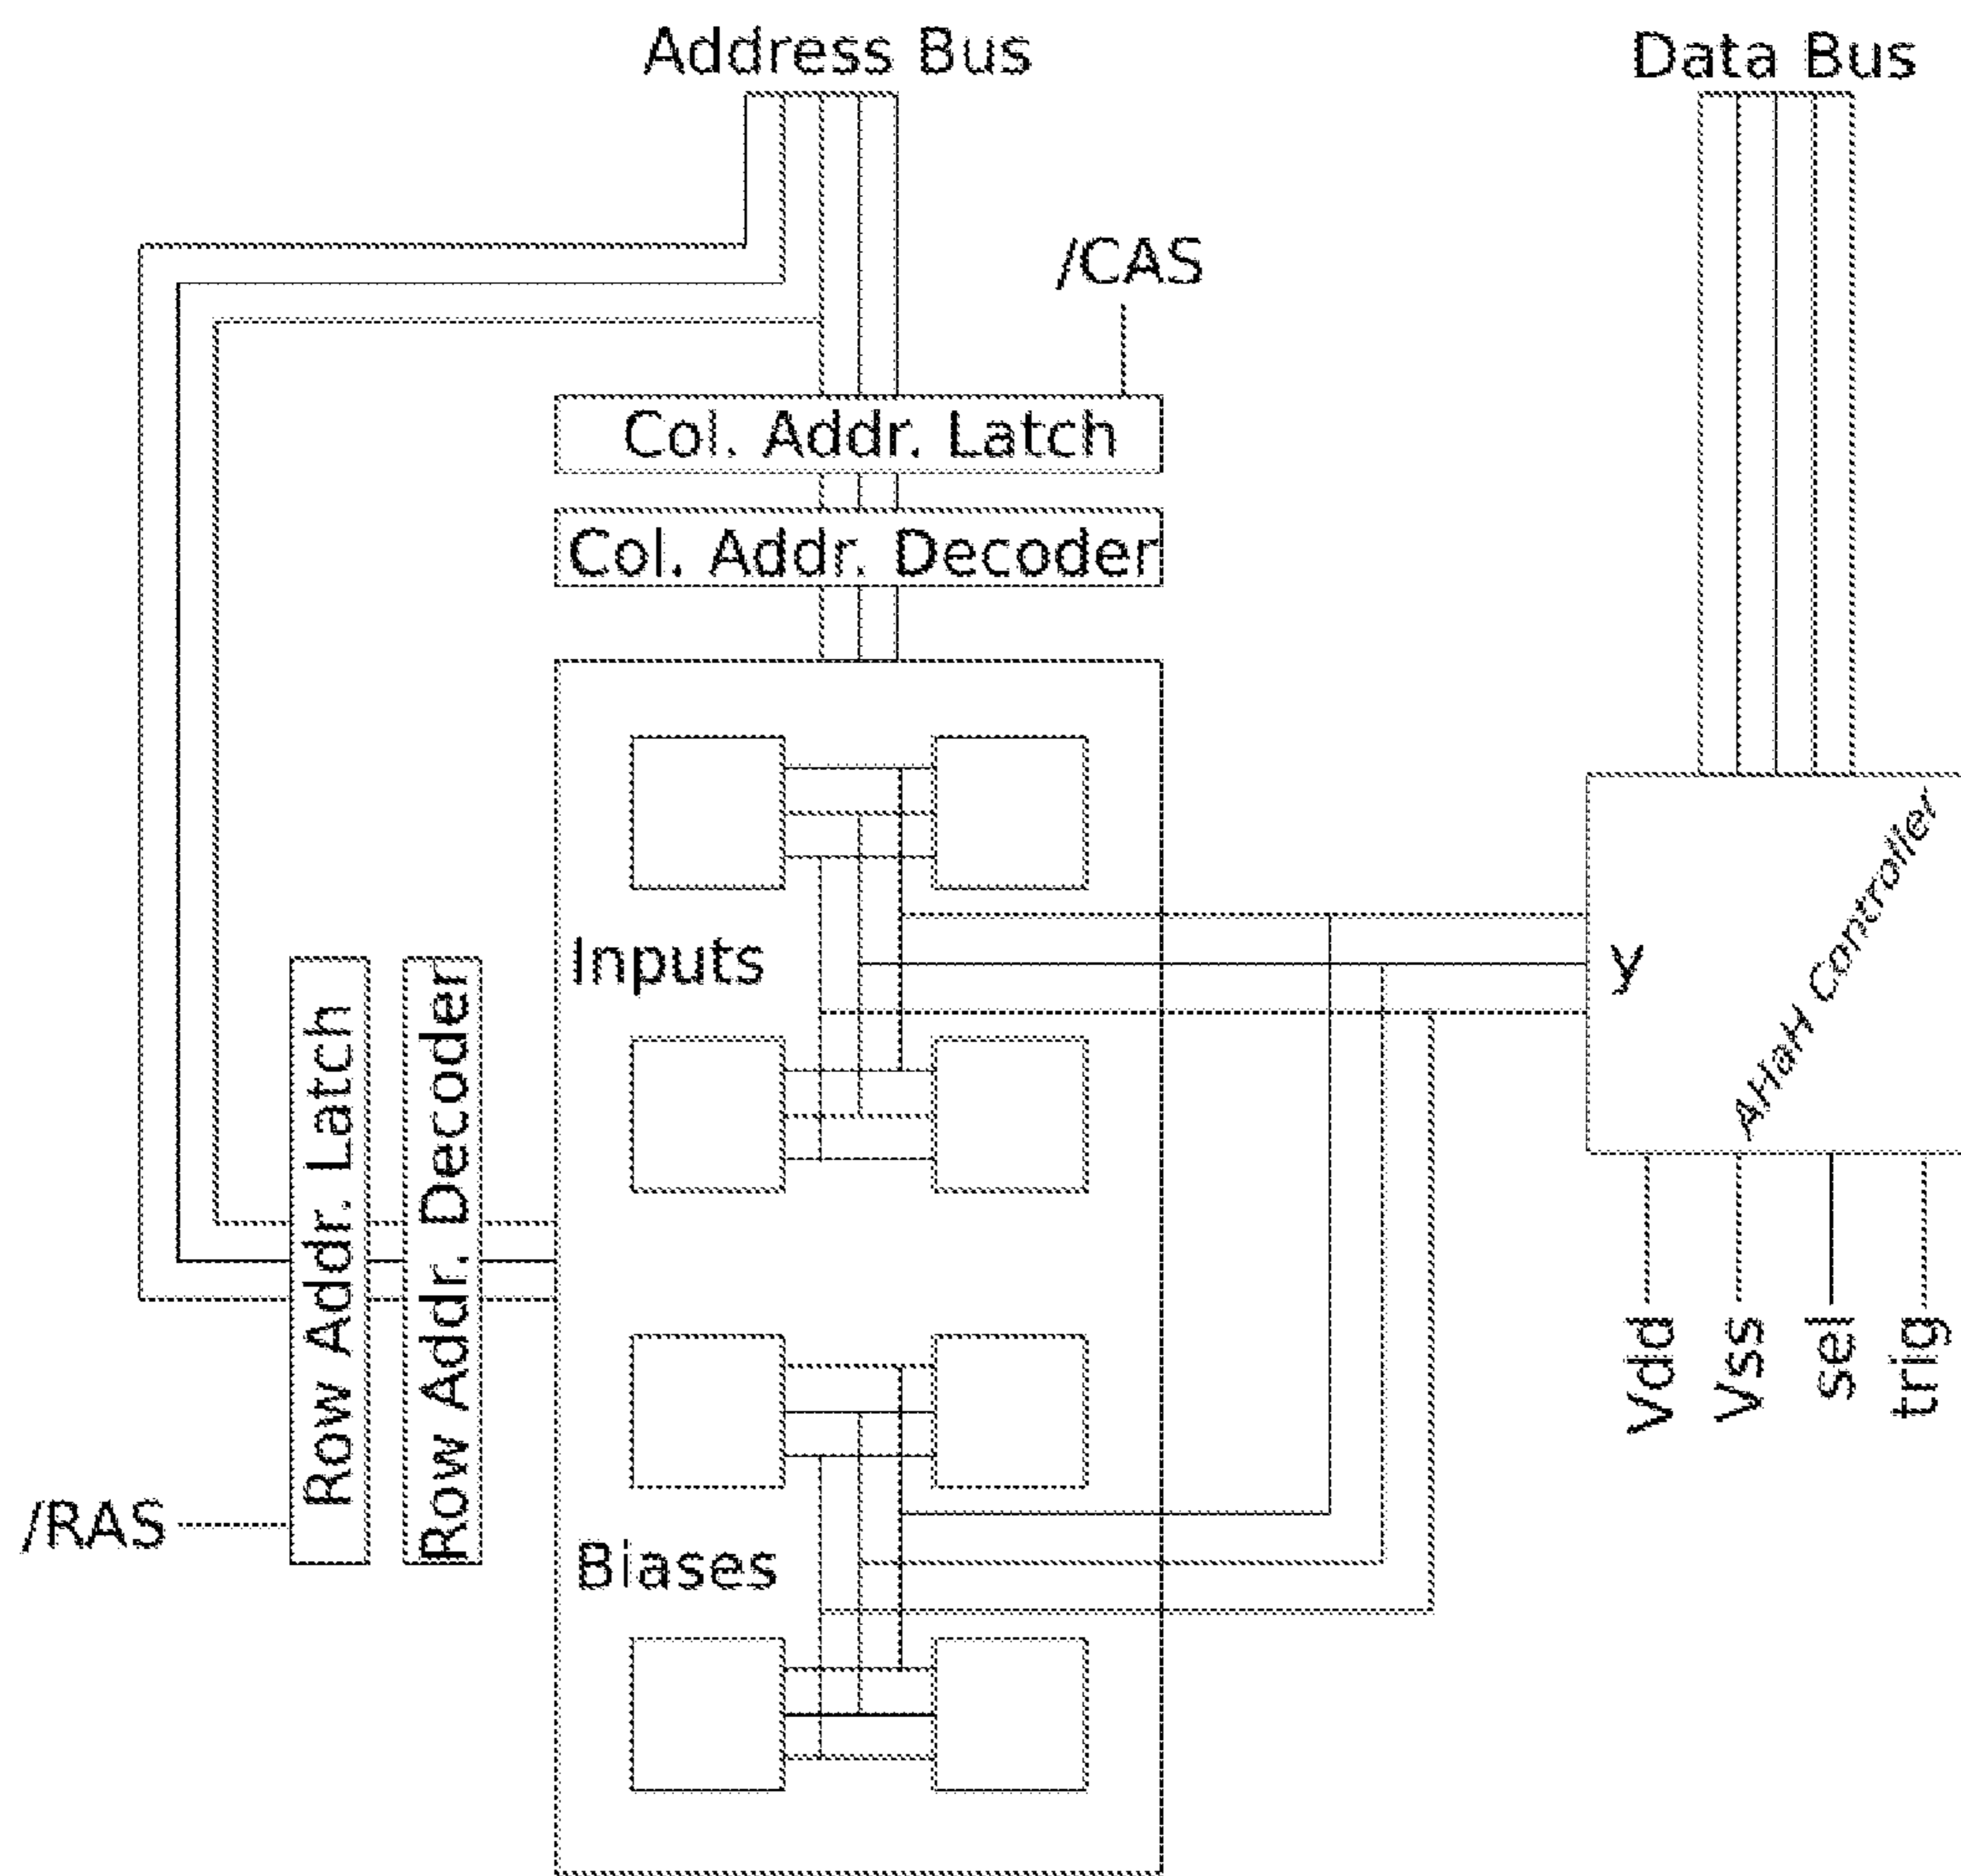 Address Bus
Data Bus
/CAS
Col. Addr. Latch
Col. Addr. Decoder
Inputs
y
AHaH Controller
Row Addr. Latch
Row Addr. Decoder
Vdd
Vss
sel
trig
/RAS
Biases